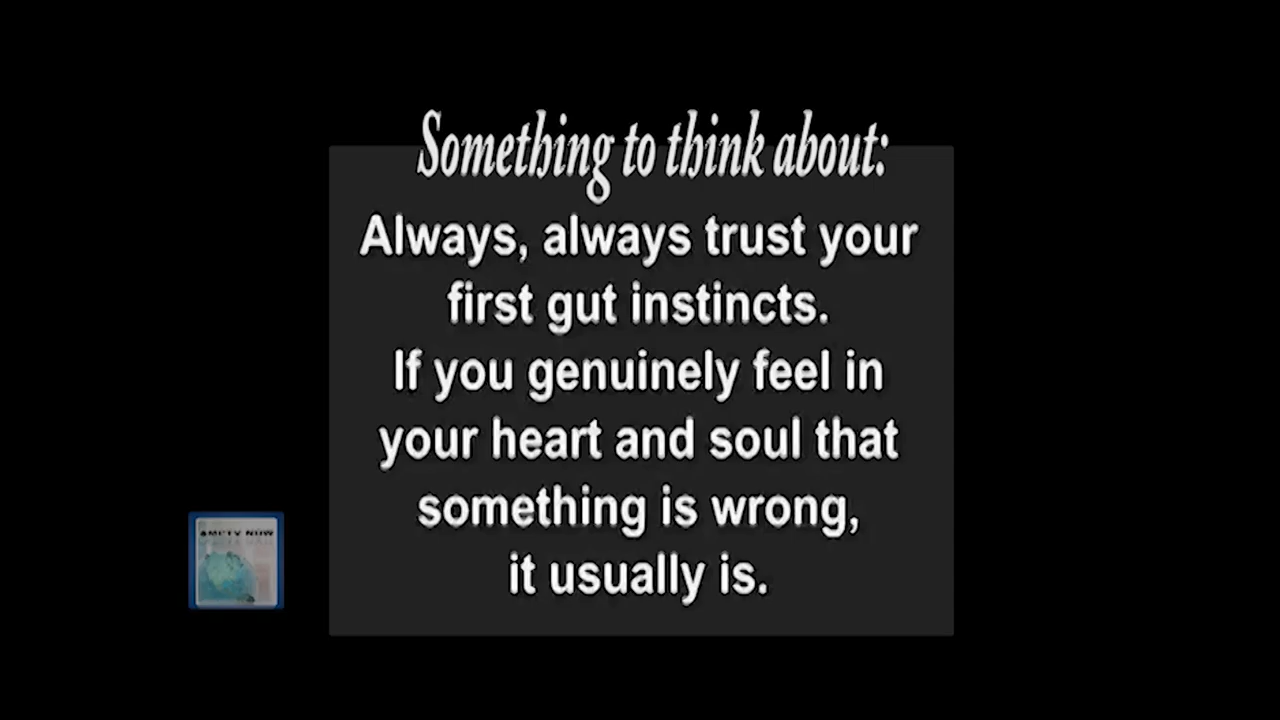 Something to think about:
Always, always trust your
first gut instincts.
If you genuinely feel in
your heart and soul that
something is wrong,
it usually is.